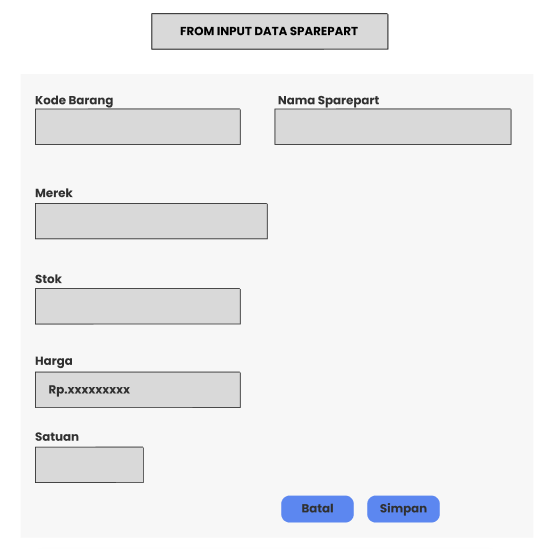 FROM INPUT DATA SPAREPART
Kode Barang
Nama Sparepart
Merek
Stok
Harga
Rp.xxxxxxxxx
Satuan
Batal
Simpan